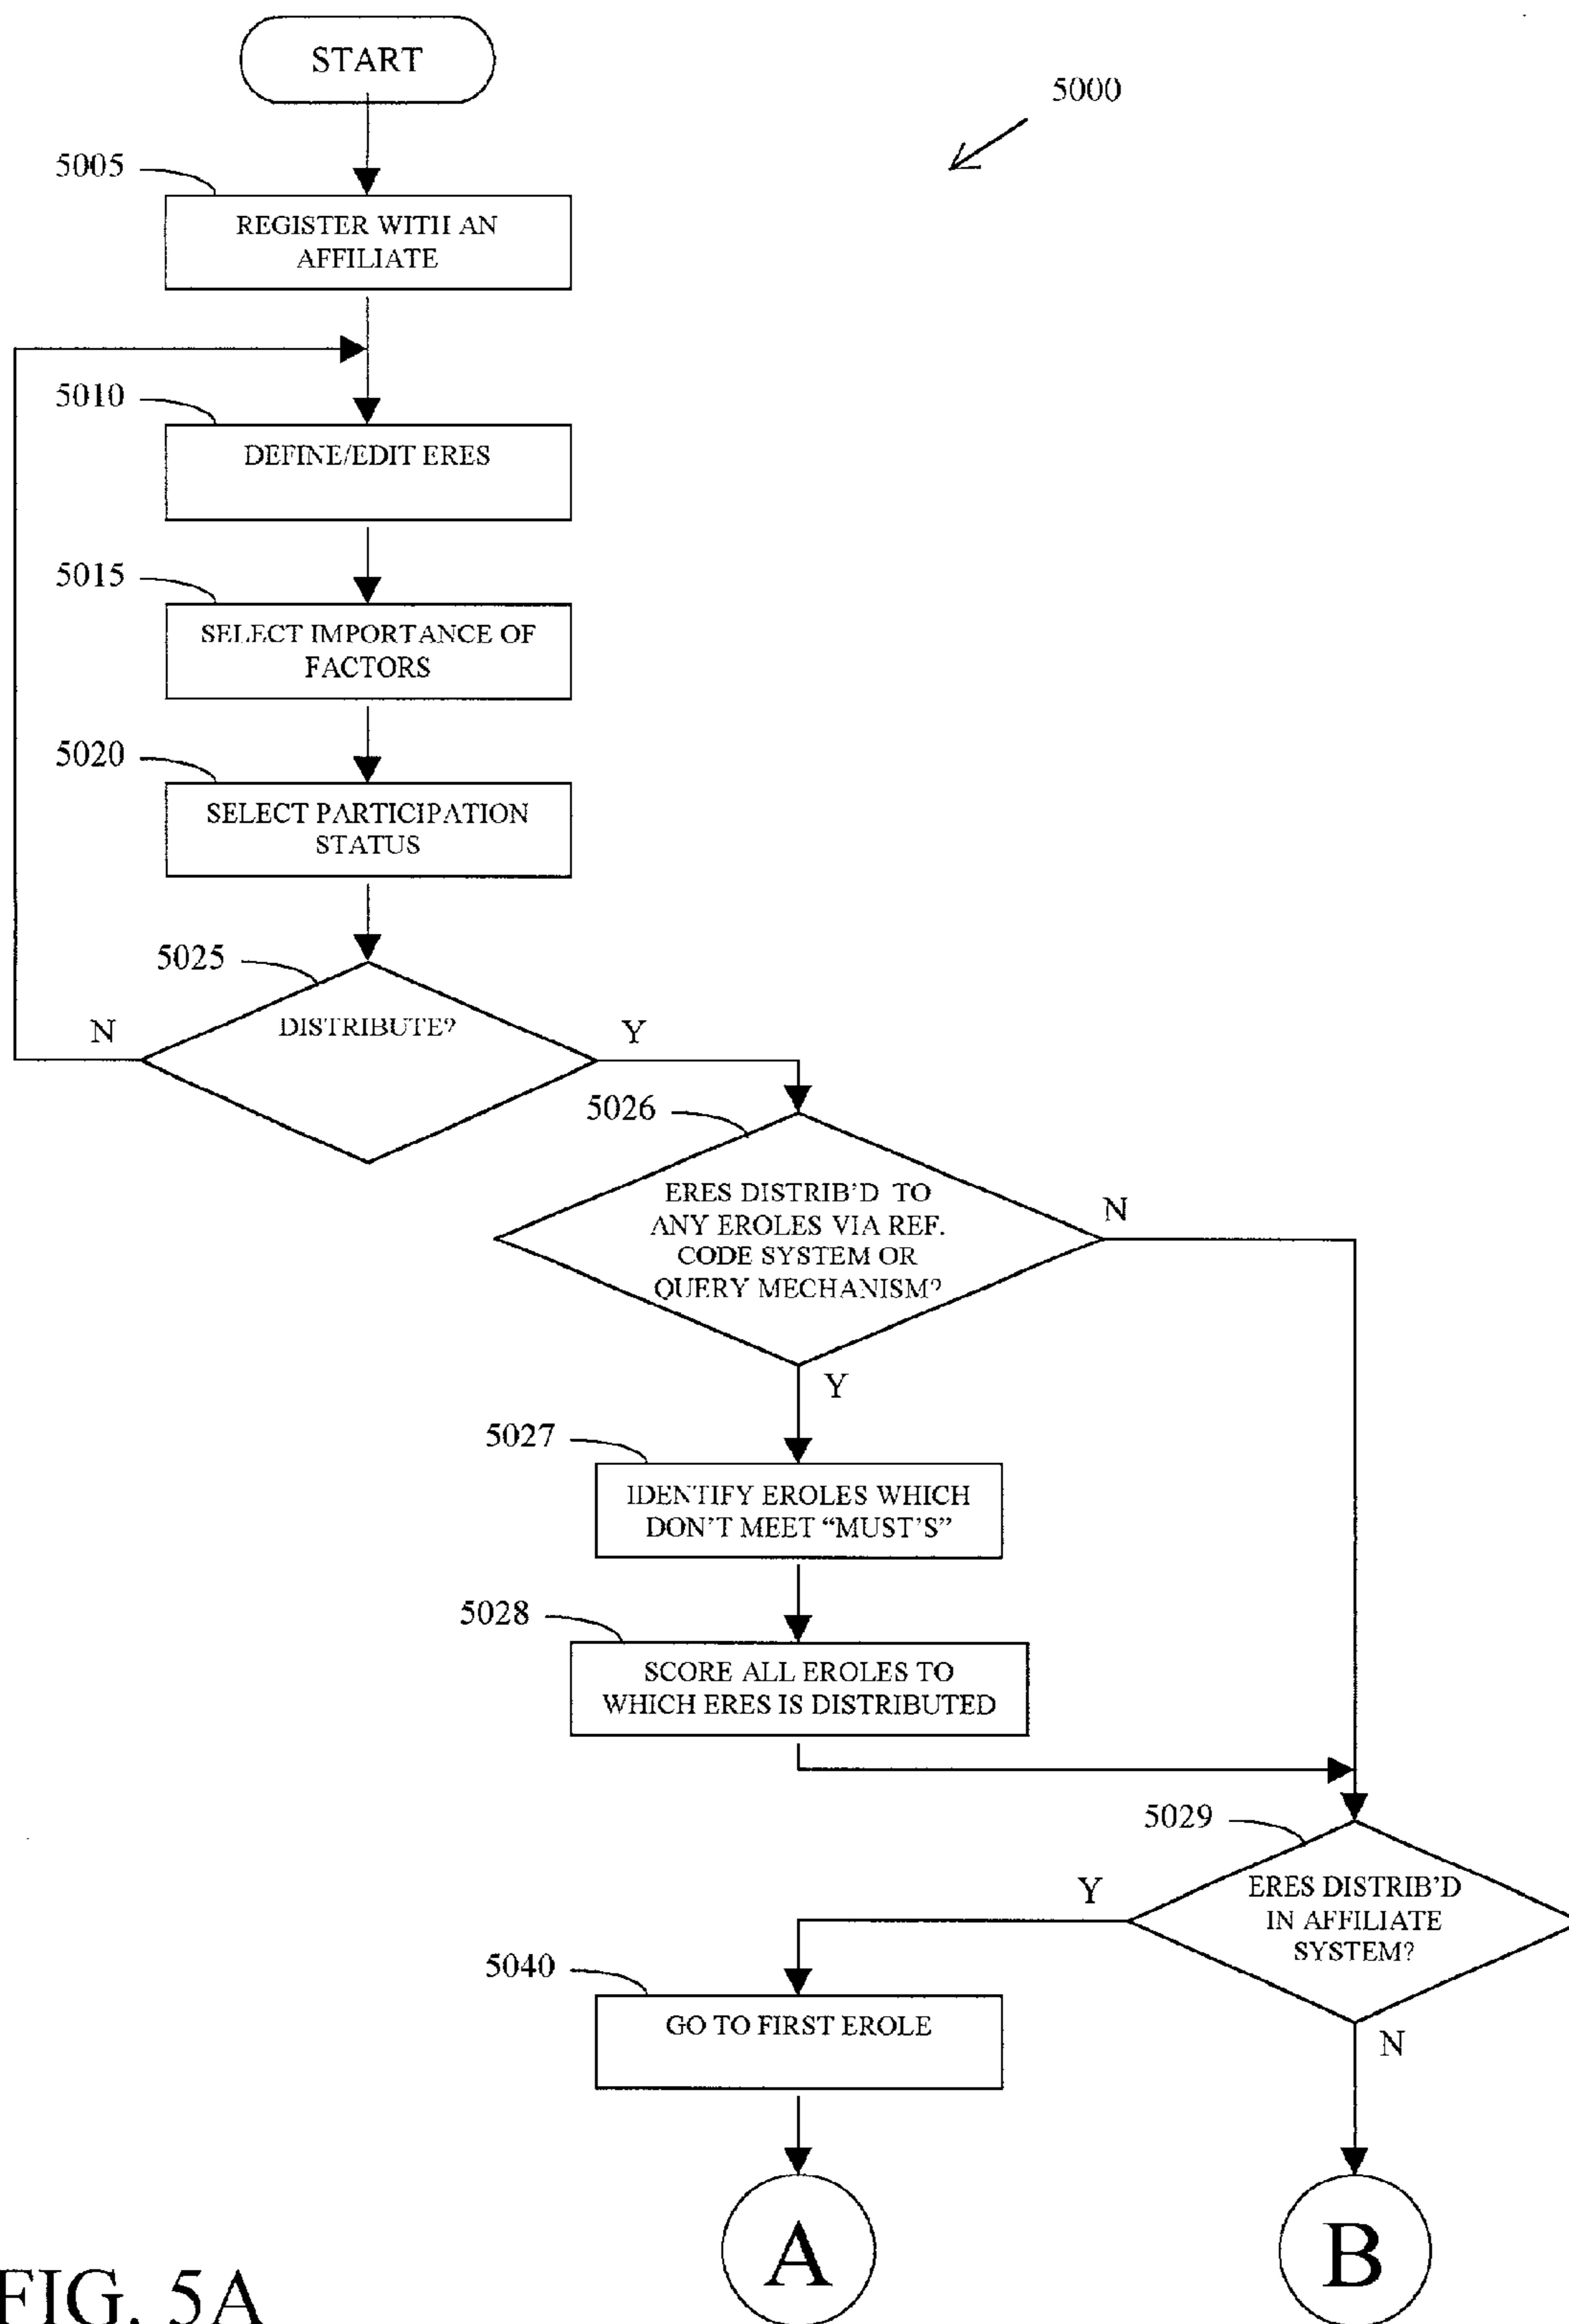 START
5000
5005
REGISTER WITH AN
AFFILIATE
5010
DEFINE/EDIT ERES
5015
SELECT IMPORTANCE OF
FACTORS
5020
SELECT PARTICIPATION
STATUS
5025
DISTRIBUTE?
N
Y
5026
ERES DISTRIB'D TO
ANY EROLES VIA REF.
CODE SYSTEM OR
QUERY MECHANISM?
N
Y
5027
IDENTIFY EROLES WHICH
DON'T MEET “MUST'S”
5028
SCORE ALL EROLES TO
WHICH ERES IS DISTRIBUTED
5029
ERES DISTRIB'D
IN AFFILIATE
SYSTEM?
Y
N
5040
GO TO FIRST EROLE
A
B
FIG. 5A